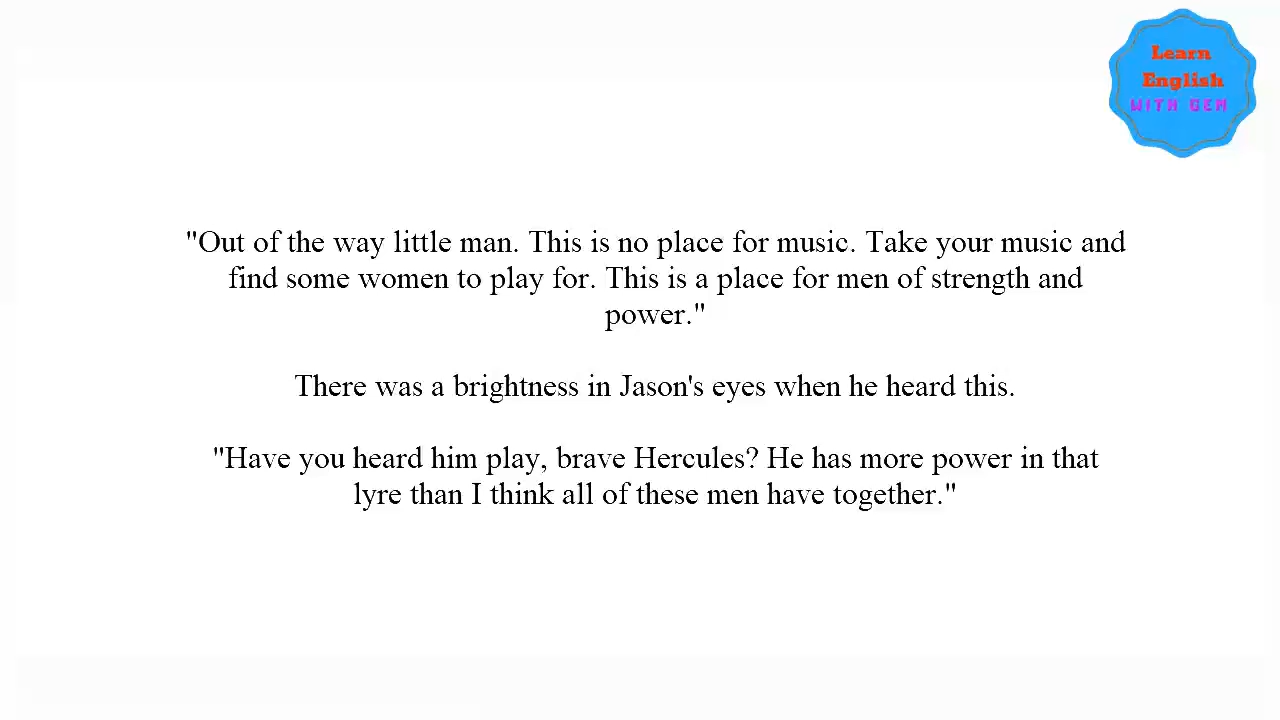 Learn
English
WITH GEM
"Out of the way little man. This is no place for music. Take your music and
find some women to play for. This is a place for men of strength and
power."
There was a brightness in Jason's eyes when he heard this.
"Have you heard him play, brave Hercules? He has more power in that
lyre than I think all of these men have together."